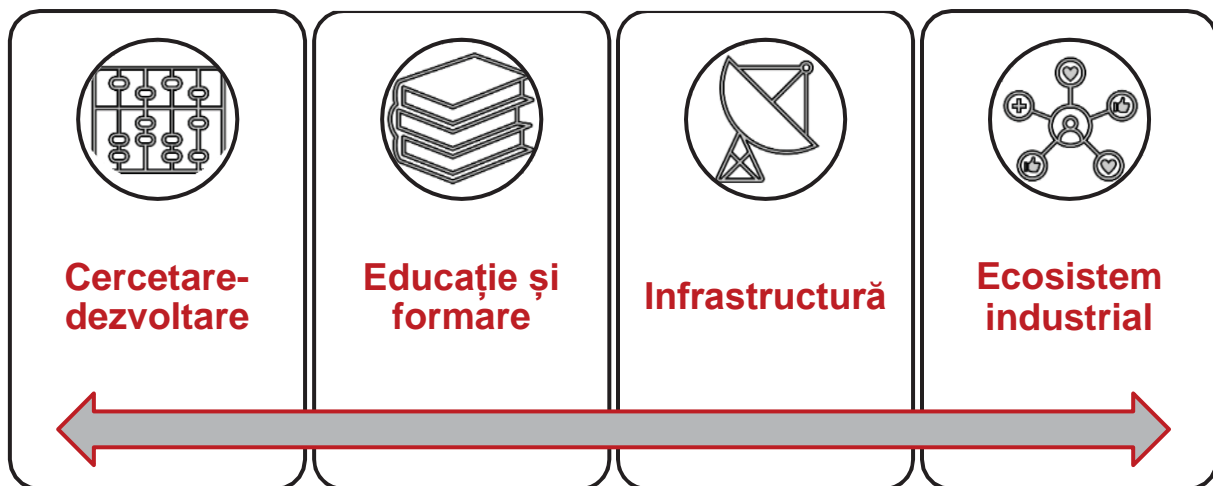 Cercetare-
dezvoltare
Educație și
formare
Infrastructură
Ecosistem
industrial